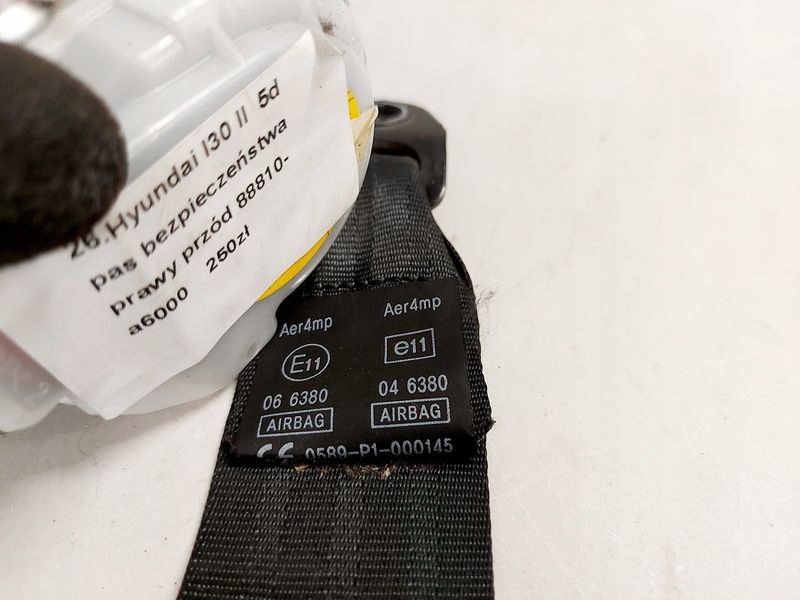 26.Hyundai I30 II 5d
pas bezpieczeństwa
prawy przód 88810-
a6000 250zł
Aer4mp
E11
06 6380
AIRBAG
Aer4mp
e11
04 6380
AIRBAG
CE 0589-P1-000145